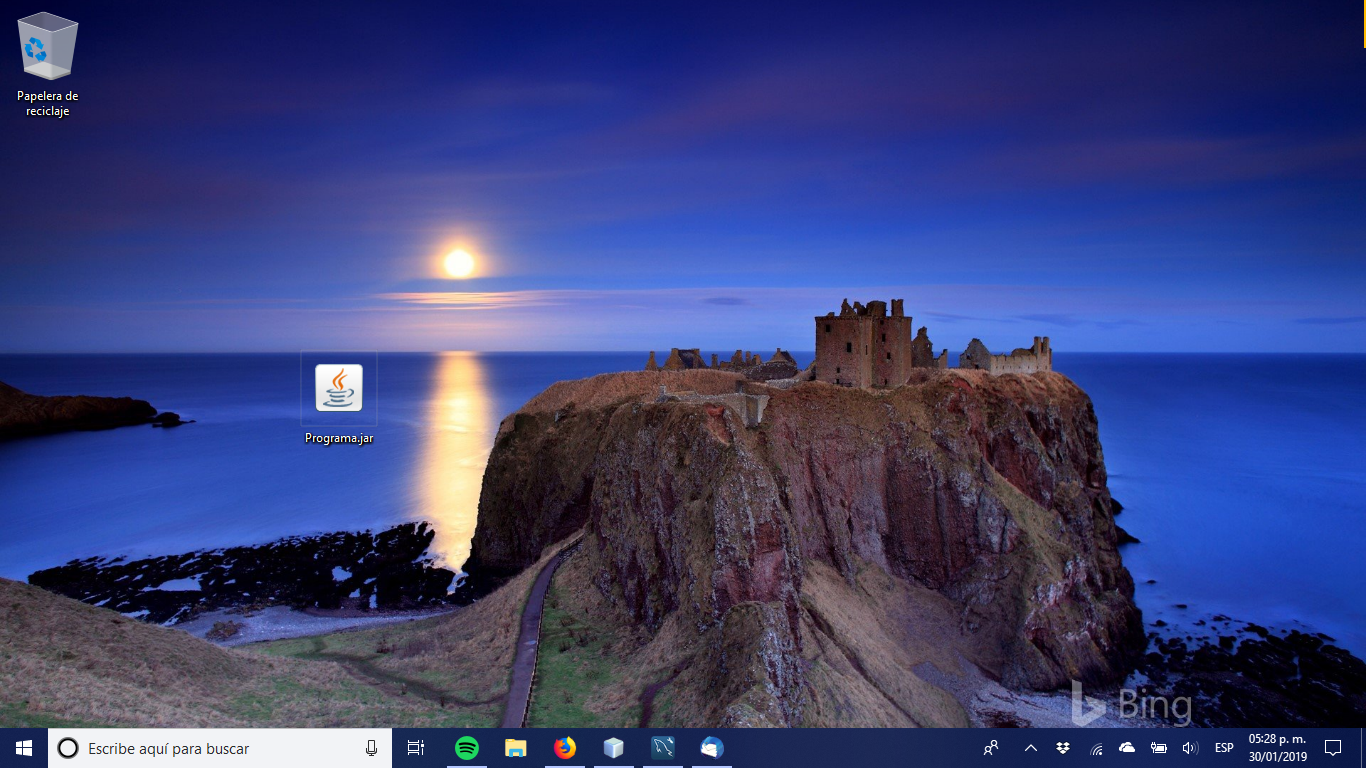 Papelera de
reciclaje
Programa.jar
Bing
Escribe aquí para buscar
ESP
05:28 p. m.
30/01/2019